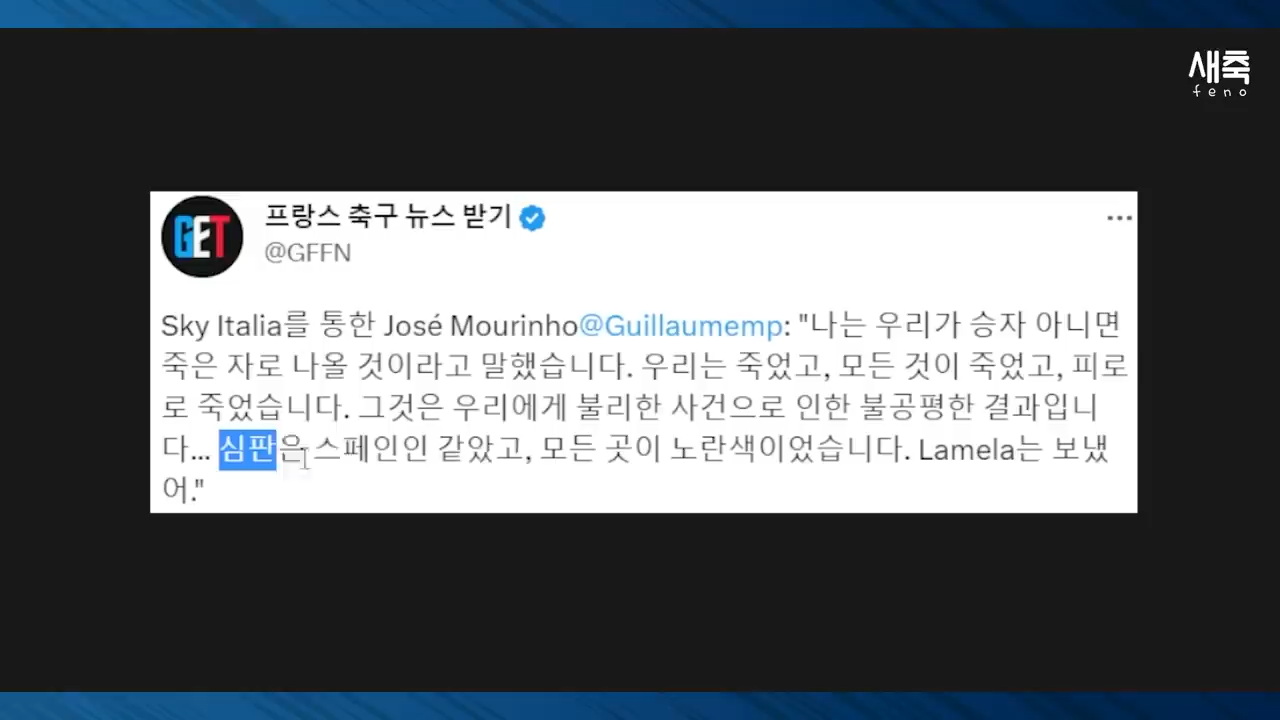 새축
feno
GET
프랑스 축구 뉴스 받기
@GFFN
Sky Italia를 통한 José Mourinho@Guillaumemp: "나는 우리가 승자 아니면
죽은 자로 나올 것이라고 말했습니다. 우리는 죽었고, 모든 것이 죽었고, 피로
로 죽었습니다. 그것은 우리에게 불리한 사건으로 인한 불공평한 결과입니
다... 심판은 스페인인 같았고, 모든 곳이 노란색이었습니다. Lamela는 보냈
어."